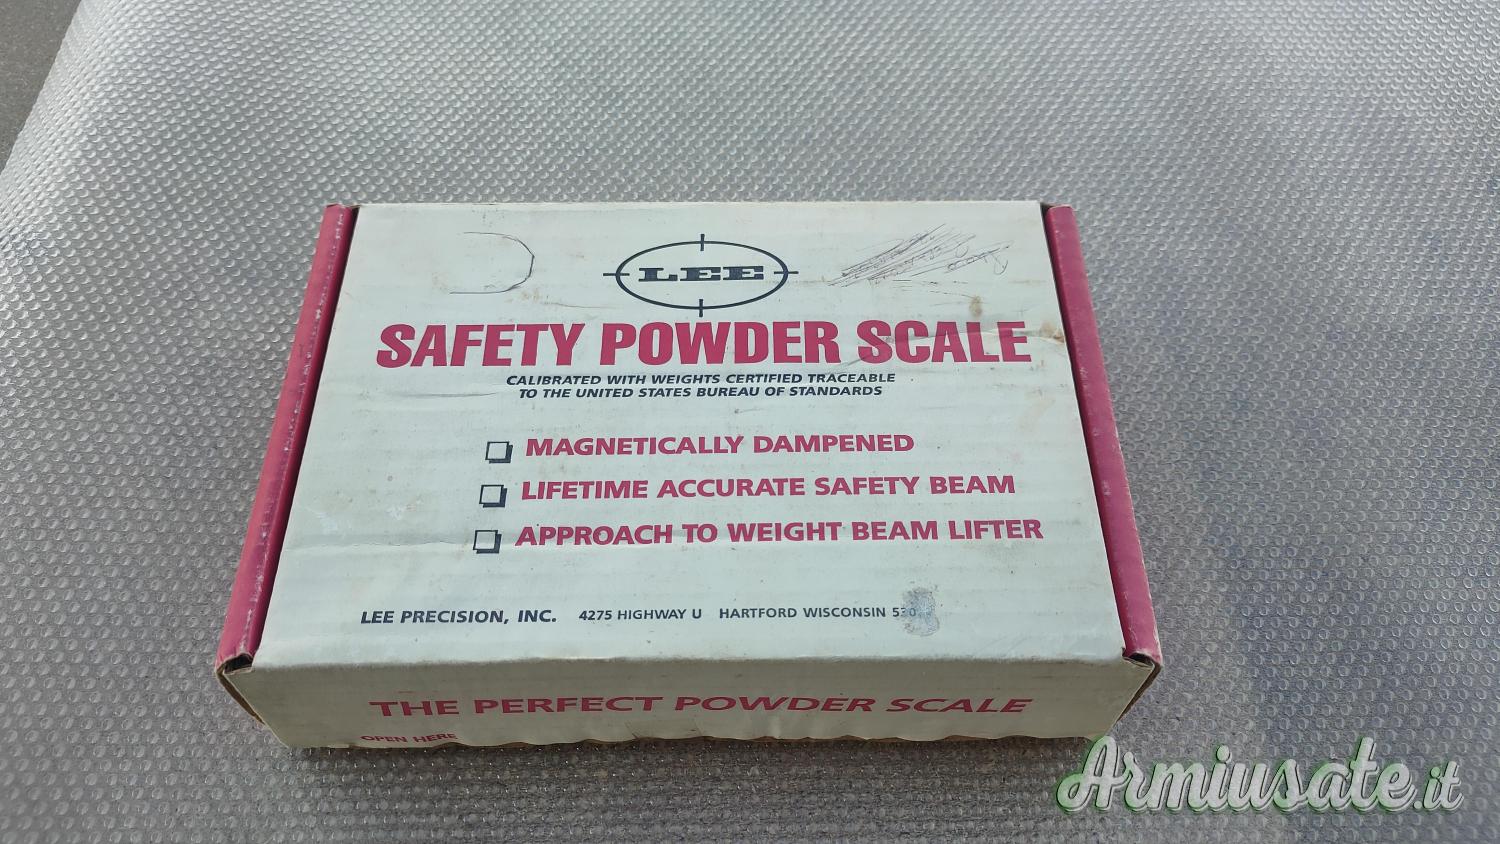 LEE
SAFETY POWDER SCALE
CALIBRATED WITH WEIGHTS CERTIFIED TRACEABLE
TO THE UNITED STATES BUREAU OF STANDARDS
MAGNETICALLY DAMPENED
LIFETIME ACCURATE SAFETY BEAM
APPROACH TO WEIGHT BEAM LIFTER
LEE PRECISION, INC. 4275 HIGHWAY U HARTFORD WISCONSIN
THE PERFECT POWDER SCALE
OPEN HERE
Armiusate.it